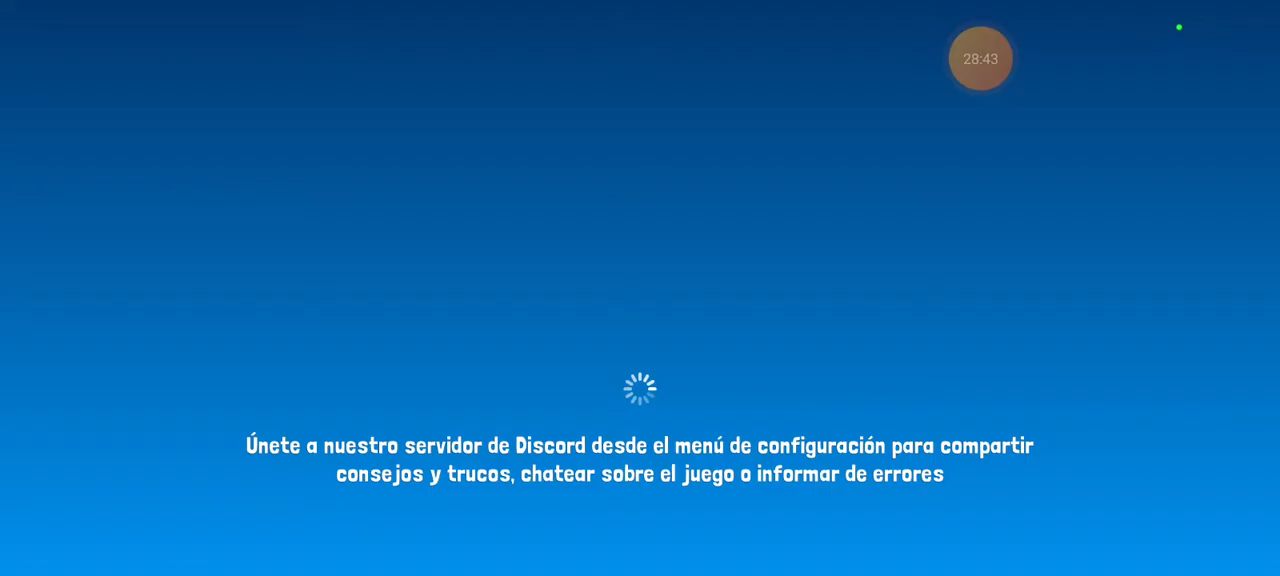 28:43
Únete a nuestro servidor de Discord desde el menú de configuración para compartir
consejos y trucos, chatear sobre el juego o informar de errores